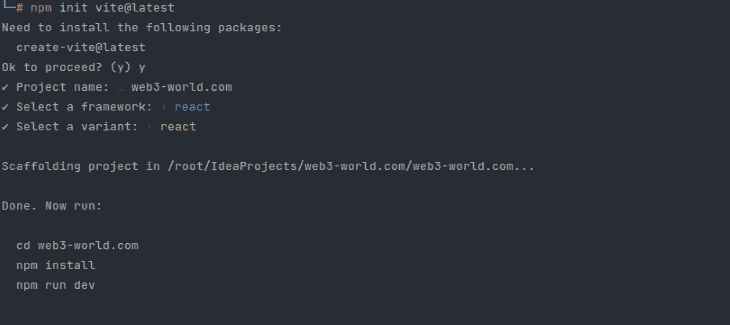 └─# npm init vite@latest
Need to install the following packages:
  create-vite@latest
Ok to proceed? (y) y
✔ Project name: … web3-world.com
✔ Select a framework: › react
✔ Select a variant: › react

Scaffolding project in /root/IdeaProjects/web3-world.com/web3-world.com...

Done. Now run:

  cd web3-world.com
  npm install
  npm run dev